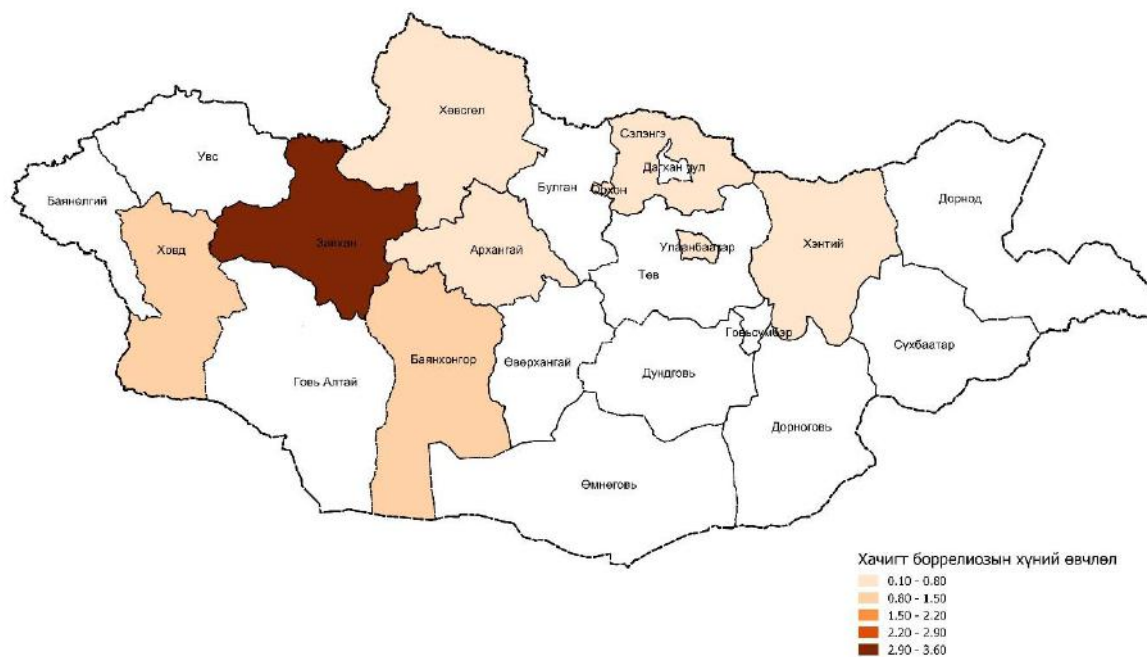 Хөвсгөл
Сэлэнгэ
Увс
Дархан уул
Булган
Орхон
Дорнод
Баянөлгий
Ховд
Завхан
Архангай
Улаанбаатар
Хэнтий
Төв
Говьсүмбэр
Сүхбаатар
Баянхонгор
Өвөрхангай
Дундговь
Говь Алтай
Дорноговь
Өмнөговь
Хачигт боррелиозын хүний өвчлөл
0.10 - 0.80
0.80 - 1.50
1.50 - 2.20
2.20 - 2.90
2.90 - 3.60